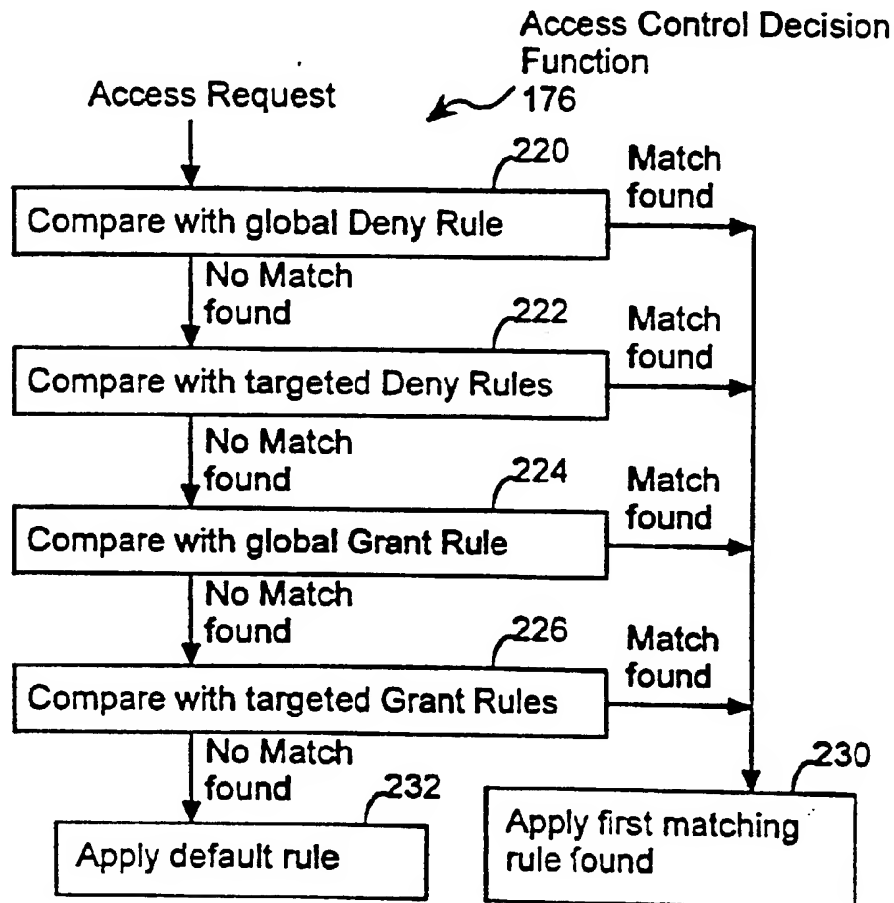 Access Control Decision
Function
176
Access Request
220
Match
found
Compare with global Deny Rule
No Match
found
222
Match
found
Compare with targeted Deny Rules
No Match
found
224
Match
found
Compare with global Grant Rule
No Match
found
226
Match
found
Compare with targeted Grant Rules
No Match
found
232
230
Apply default rule
Apply first matching
rule found